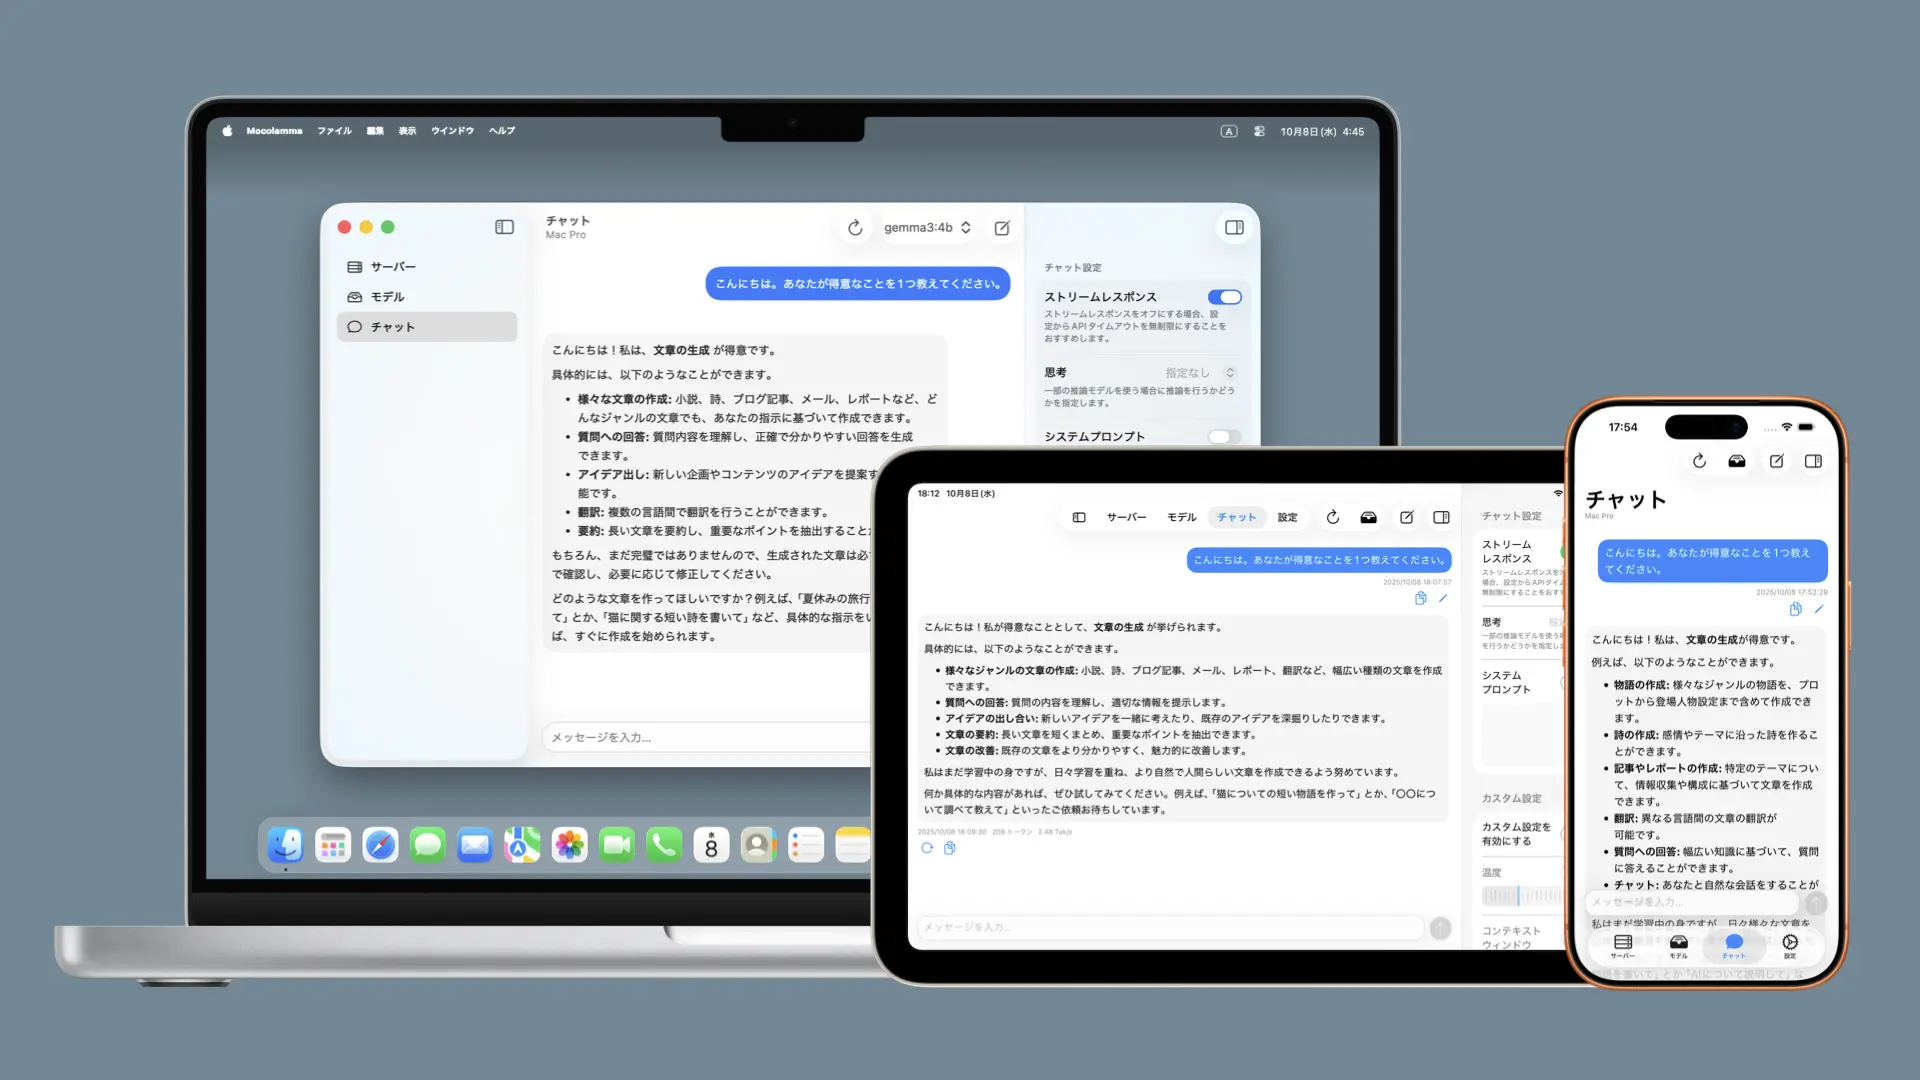 Mocolamma ファイル 編集 表示 ウインドウ ヘルプ
A 10月8日(水) 4:45
サーバー
モデル
チャット
チャット
Mac Pro
gemma3:4b
こんにちは。あなたが得意なことを1つ教えてください。
こんにちは！私は、文章の生成 が得意です。
具体的には、以下のようなことができます。
• 様々な文章の作成: 小説、詩、ブログ記事、メール、レポートなど、ど
んなジャンルの文章でも、あなたの指示に基づいて作成できます。
• 質問への回答: 質問内容を理解し、正確で分かりやすい回答を生成
できます。
• アイデア出し: 新しい企画やコンテンツのアイデアを提案す
能です。
• 翻訳: 複数の言語間で翻訳を行うことができます。
• 要約: 長い文章を要約し、重要なポイントを抽出すること
もちろん、まだ完璧ではありませんので、生成された文章は必
で確認し、必要に応じて修正してください。
どのような文章を作ってほしいですか？例えば、「夏休みの旅行
て」とか、「猫に関する短い詩を書いて」など、具体的な指示を
ば、すぐに作成を始められます。
メッセージを入力...
チャット設定
ストリームレスポンス
ストリームレスポンスをオフにする場合、設
定からAPIタイムアウトを無制限にすることを
おすすめします。
思考 指定なし
一部の推論モデルを使う場合に推論を行うかどう
かを指定します。
システムプロンプト
水
8
18:12 10月8日(水)
サーバー モデル チャット 設定
こんにちは。あなたが得意なことを1つ教えてください。
2025/10/08 18:07:57
こんにちは！私が得意なこととして、文章の生成 が挙げられます。
具体的には、以下のようなことができます。
• 様々なジャンルの文章の作成: 小説、詩、ブログ記事、メール、レポート、翻訳など、幅広い種類の文章を作成
できます。
• 質問への回答: 質問の内容を理解し、適切な情報を提示します。
• アイデアの出し合い: 新しいアイデアを一緒に考えたり、既存のアイデアを深掘りしたりできます。
• 文章の要約: 長い文章を短くまとめ、重要なポイントを抽出できます。
• 文章の改善: 既存の文章をより分かりやすく、魅力的に改善します。
私はまだ学習中の身ですが、日々学習を重ね、より自然で人間らしい文章を作成できるよう努めています。
何か具体的な内容があれば、ぜひ試してみてください。例えば、「猫についての短い物語を作って」とか、「〇〇につ
いて調べて教えて」といったご依頼お待ちしています。
2025/10/08 18:09:30 208 トークン 2.48 Tok/s
メッセージを入力...
チャット設定
ストリーム
レスポンス
ストリームレスポンスを
場合、設定からAPIタイム
無制限にすることをおす
思考 指
一部の推論モデルを使う
を行うかどうかを指定し
システム
プロンプト
カスタム設定
カスタム設定を
有効にする
温度
コンテキスト
ウィンドウ
17:54
チャット
Mac Pro
こんにちは。あなたが得意なことを1つ教え
てください。
2025/10/08 17:52:29
こんにちは！私は、文章の生成が得意です。
例えば、以下のようなことができます。
• 物語の作成: 様々なジャンルの物語を、プロ
ットから登場人物設定まで含めて作成でき
ます。
• 詩の作成: 感情やテーマに沿った詩を作るこ
とができます。
• 記事やレポートの作成: 特定のテーマについ
て、情報収集や構成に基づいて文章を作成
できます。
• 翻訳: 異なる言語間の文章の翻訳が
可能です。
• 質問への回答: 幅広い知識に基づいて、質問
に答えることができます。
• チャット: あなたと自然な会話をすることが
メッセージを入力...
私はまだ学習中の身ですが、日々様々な文章を
サーバー モデル チャット 設定
を書いて」とか「AIについて説明して」な